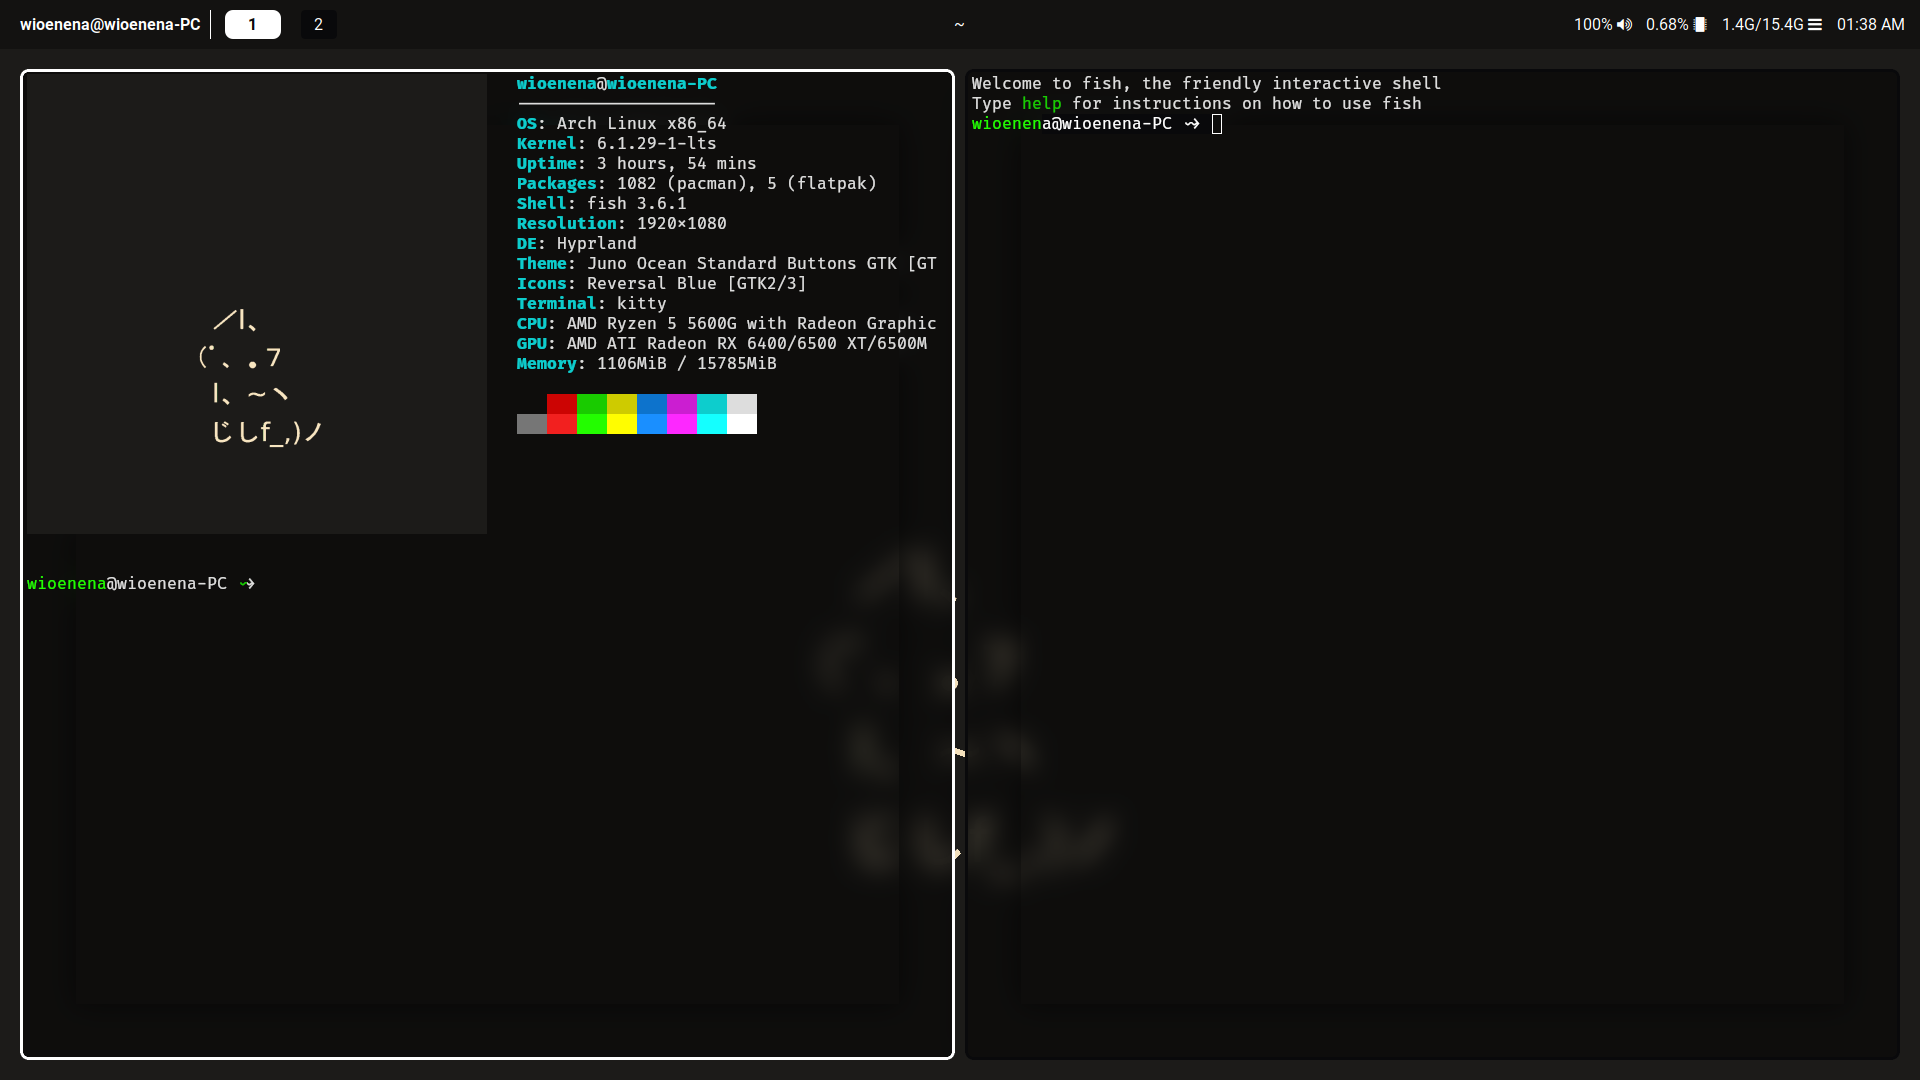 wioenena@wioenena-PC 1 2 ~ 100% 0.68% 1.4G/15.4G 01:38 AM
／l、
（ﾟ､ 。７
l、~ヽ
じしf_,)ノ
wioenena@wioenena-PC
OS: Arch Linux x86_64
Kernel: 6.1.29-1-lts
Uptime: 3 hours, 54 mins
Packages: 1082 (pacman), 5 (flatpak)
Shell: fish 3.6.1
Resolution: 1920×1080
DE: Hyprland
Theme: Juno Ocean Standard Buttons GTK [GT
Icons: Reversal Blue [GTK2/3]
Terminal: kitty
CPU: AMD Ryzen 5 5600G with Radeon Graphic
GPU: AMD ATI Radeon RX 6400/6500 XT/6500M
Memory: 1106MiB / 15785MiB
wioenena@wioenena-PC ⇝
Welcome to fish, the friendly interactive shell
Type help for instructions on how to use fish
wioenena@wioenena-PC ⇝